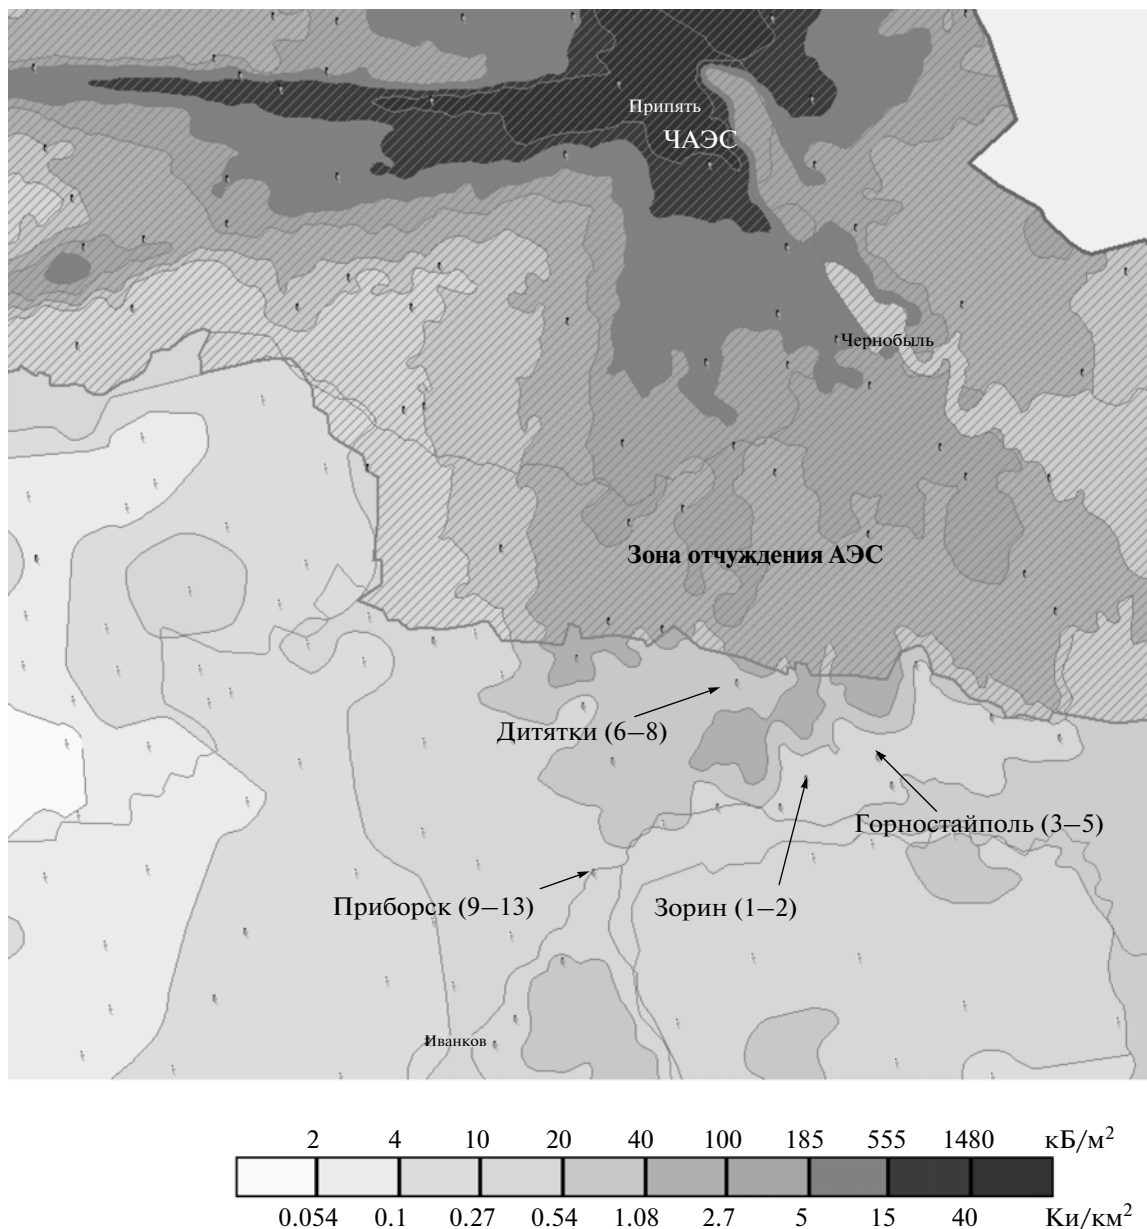 Припять
ЧАЭС
Чернобыль
Зона отчуждения АЭС
Дитятки (6–8)
Горностайполь (3–5)
Приборск (9–13)
Зорин (1–2)
Иванков
2 4 10 20 40 100 185 555 1480 кБ/м²
0.054 0.1 0.27 0.54 1.08 2.7 5 15 40 Ки/км²